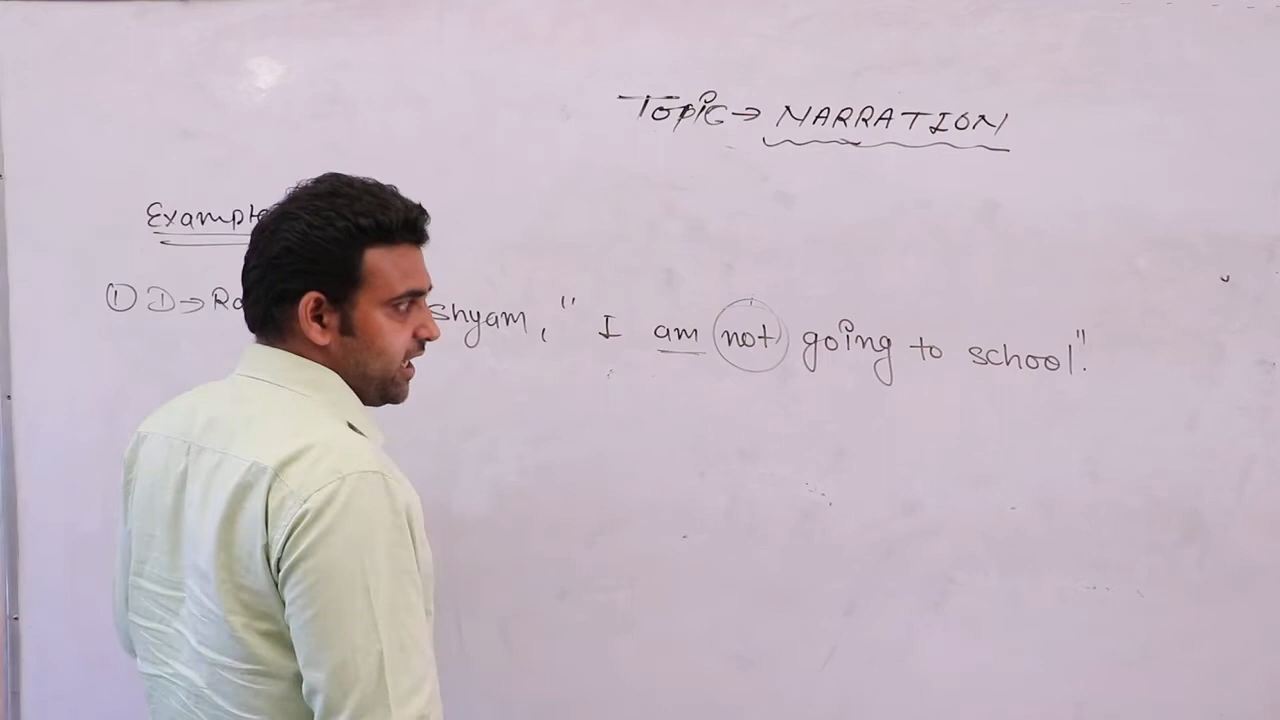 Topic → NARRATION
Example
① D → Ra shyam, " I am not going to school".